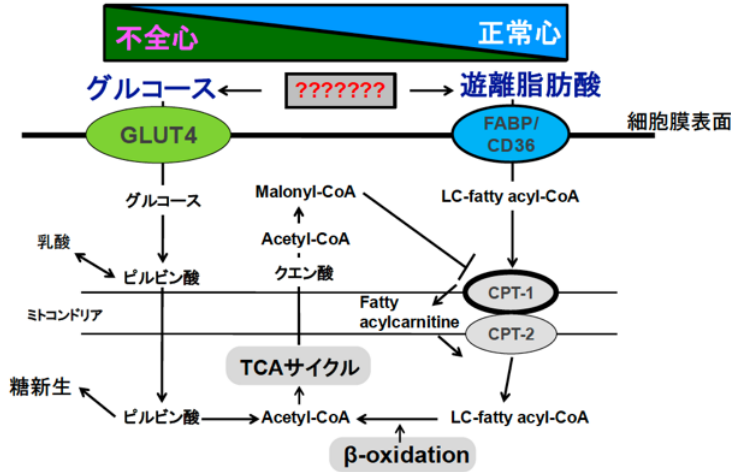 不全心
正常心
グルコース
???????
遊離脂肪酸
GLUT4
FABP/
CD36
細胞膜表面
グルコース
Malonyl-CoA
LC-fatty acyl-CoA
乳酸
Acetyl-CoA
ピルビン酸
クエン酸
CPT-1
ミトコンドリア
Fatty
acylcarnitine
CPT-2
TCAサイクル
糖新生
ピルビン酸
Acetyl-CoA
LC-fatty acyl-CoA
β-oxidation